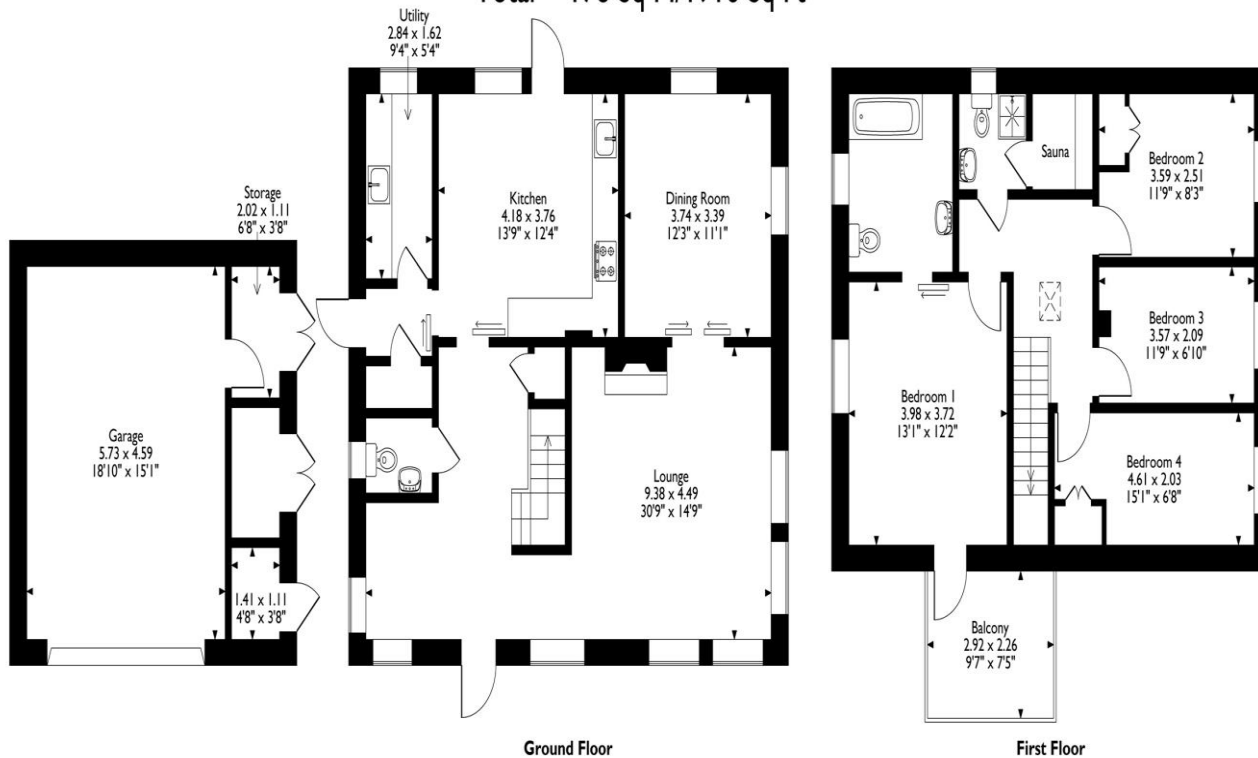 Utility
2.84 x 1.62
9'4" x 5'4"
Storage
2.02 x 1.11
6'8" x 3'8"
Kitchen
4.18 x 3.76
13'9" x 12'4"
Dining Room
3.74 x 3.39
12'3" x 11'1"
Garage
5.73 x 4.59
18'10" x 15'1"
1.41 x 1.11
4'8" x 3'8"
Lounge
9.38 x 4.49
30'9" x 14'9"
Ground Floor
Sauna
Bedroom 2
3.59 x 2.51
11'9" x 8'3"
Bedroom 3
3.57 x 2.09
11'9" x 6'10"
Bedroom 1
3.98 x 3.72
13'1" x 12'2"
Bedroom 4
4.61 x 2.03
15'1" x 6'8"
Balcony
2.92 x 2.26
9'7" x 7'5"
First Floor